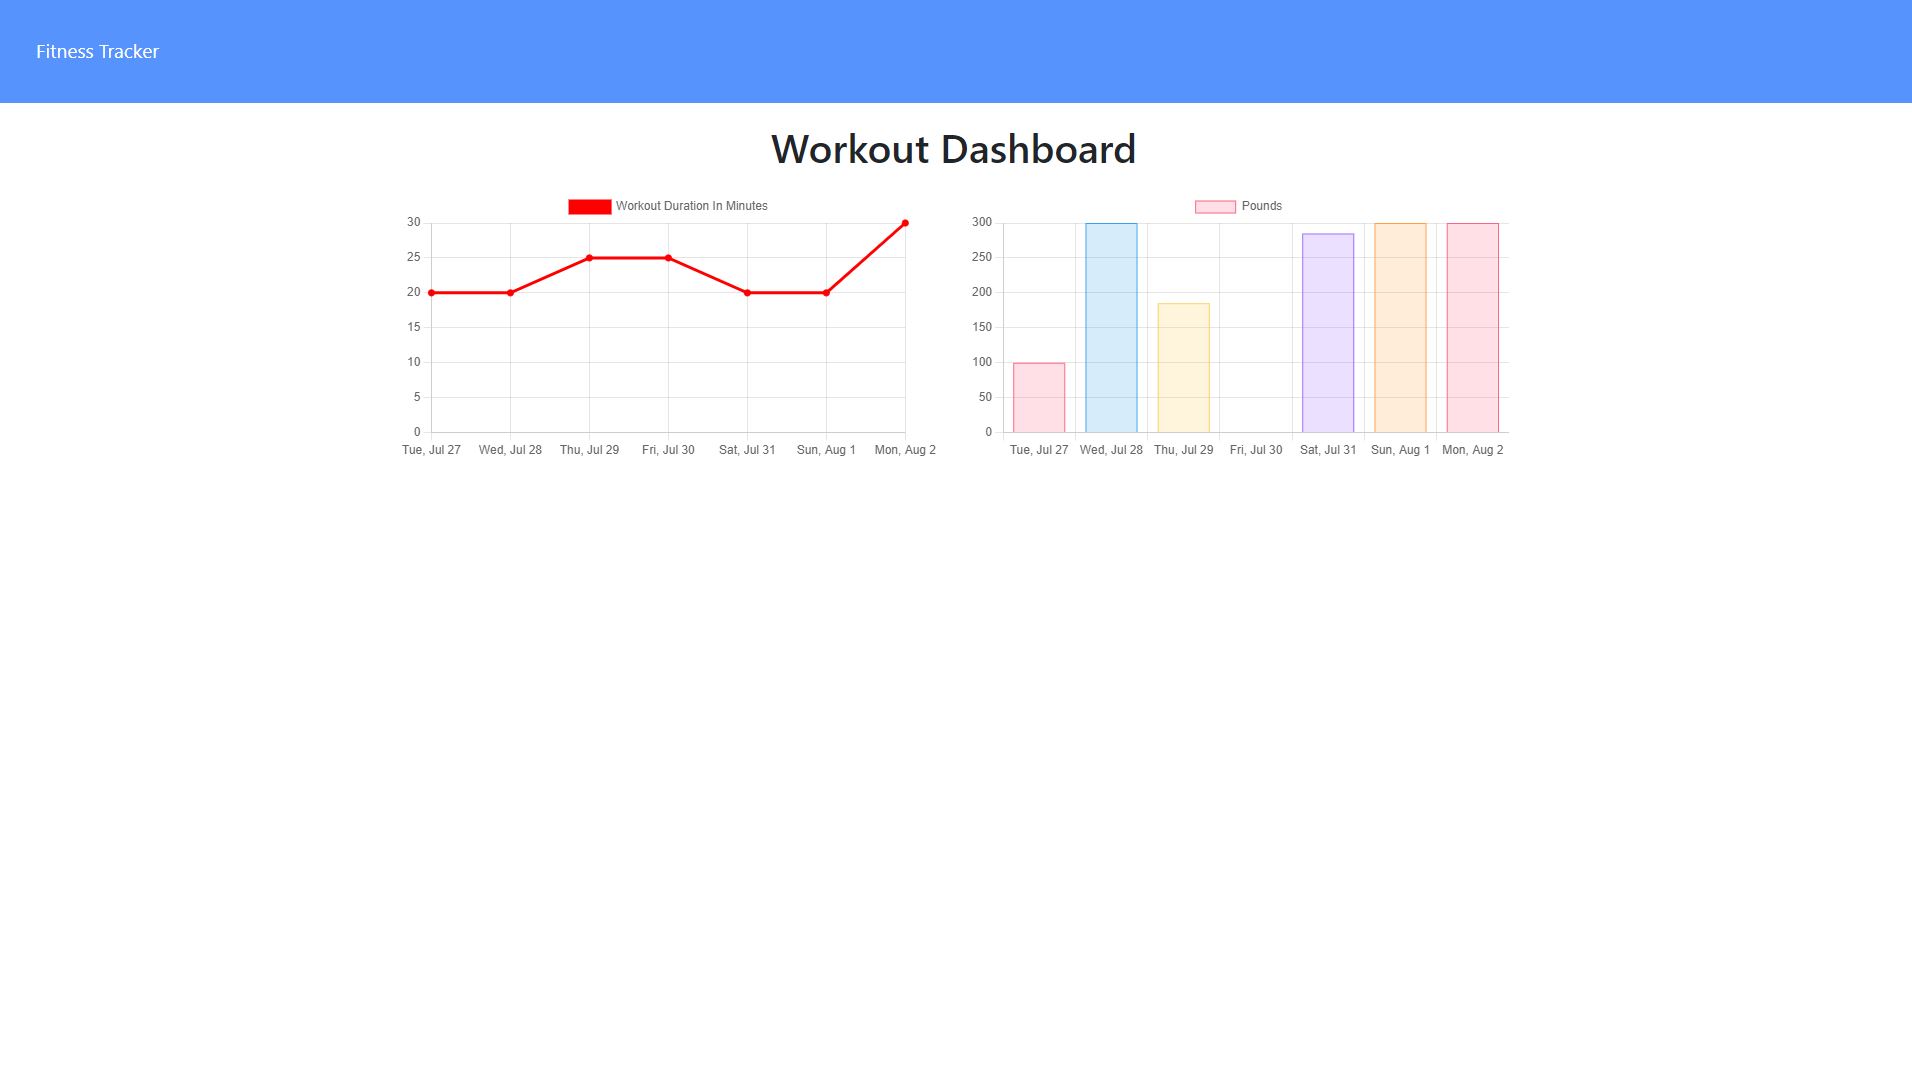 Fitness Tracker
Workout Dashboard
Workout Duration In Minutes
30
25
20
15
10
5
0
Tue, Jul 27 Wed, Jul 28 Thu, Jul 29 Fri, Jul 30 Sat, Jul 31 Sun, Aug 1 Mon, Aug 2
Pounds
300
250
200
150
100
50
0
Tue, Jul 27 Wed, Jul 28 Thu, Jul 29 Fri, Jul 30 Sat, Jul 31 Sun, Aug 1 Mon, Aug 2